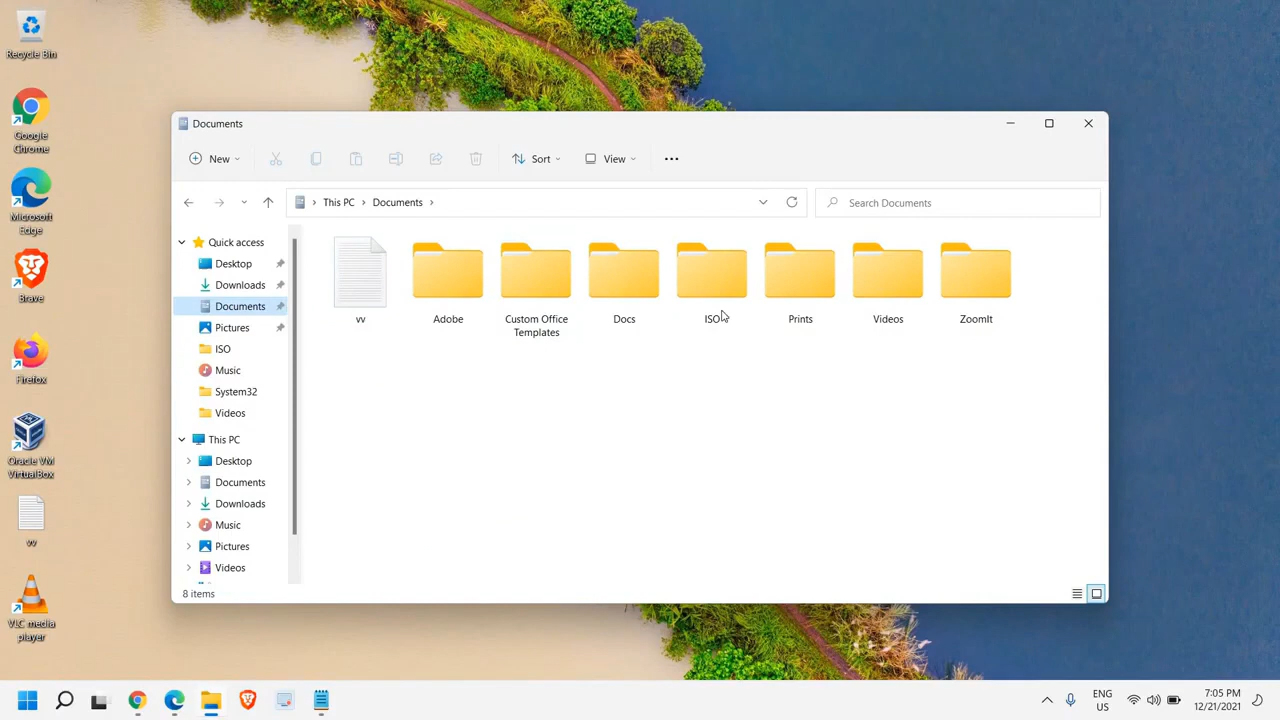 Recycle Bin
Google
Chrome
Microsoft
Edge
Brave
Firefox
Oracle VM
VirtualBox
vv
VLC media
player
Documents
New
Sort
View
This PC
Documents
Search Documents
Quick access
Desktop
Downloads
Documents
Pictures
ISO
Music
System32
Videos
This PC
Desktop
Documents
Downloads
Music
Pictures
Videos
vv
Adobe
Custom Office
Templates
Docs
ISO
Prints
Videos
ZoomIt
8 items
ENG
US
7:05 PM
12/21/2021